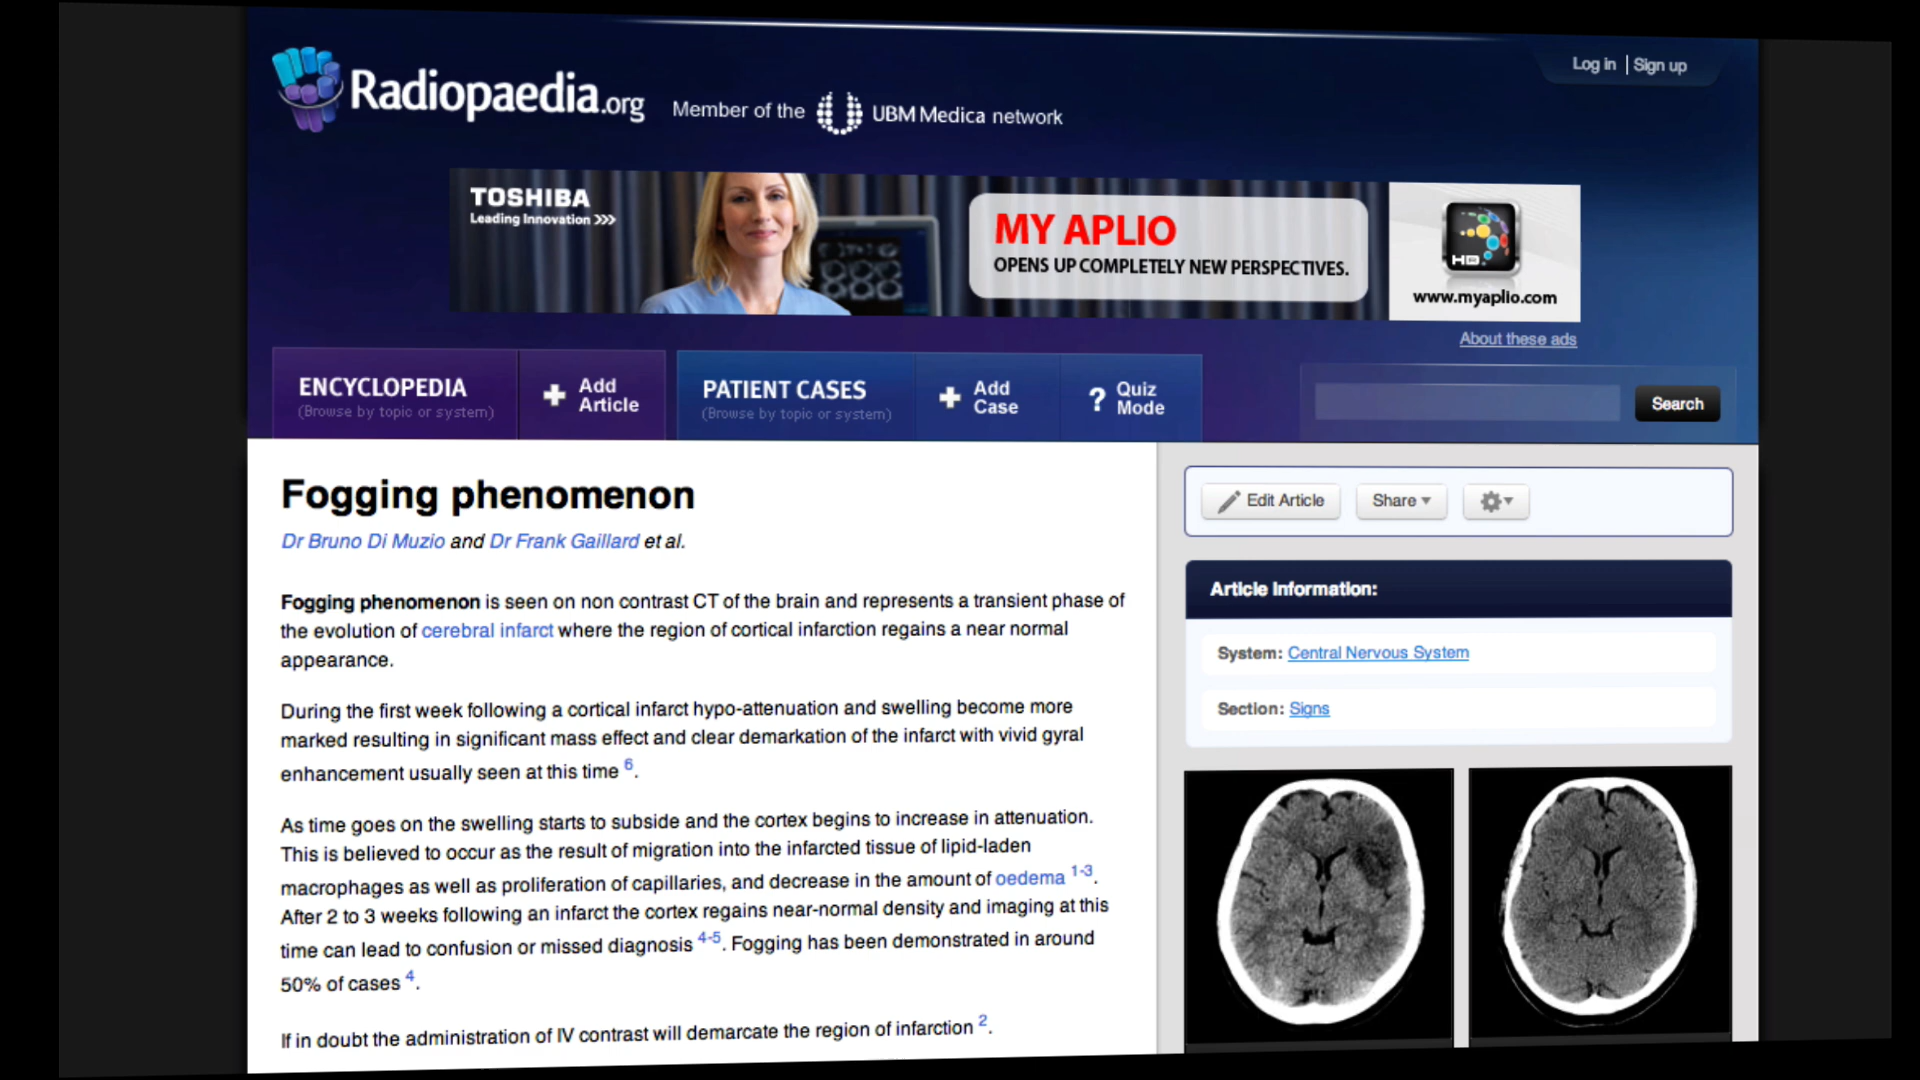 Radiopaedia.org Member of the UBM Medica network
Log in | Sign up
TOSHIBA
Leading Innovation >>>
MY APLIO
OPENS UP COMPLETELY NEW PERSPECTIVES.
HD
www.myaplio.com
About these ads
ENCYCLOPEDIA
(Browse by topic or system)
Add
Article
PATIENT CASES
(Browse by topic or system)
Add
Case
? Quiz
Mode
Search
Fogging phenomenon
Dr Bruno Di Muzio and Dr Frank Gaillard et al.
Fogging phenomenon is seen on non contrast CT of the brain and represents a transient phase of
the evolution of cerebral infarct where the region of cortical infarction regains a near normal
appearance.
During the first week following a cortical infarct hypo-attenuation and swelling become more
marked resulting in significant mass effect and clear demarkation of the infarct with vivid gyral
enhancement usually seen at this time 6.
As time goes on the swelling starts to subside and the cortex begins to increase in attenuation.
This is believed to occur as the result of migration into the infarcted tissue of lipid-laden
macrophages as well as proliferation of capillaries, and decrease in the amount of oedema 1-3.
After 2 to 3 weeks following an infarct the cortex regains near-normal density and imaging at this
time can lead to confusion or missed diagnosis 4-5. Fogging has been demonstrated in around
50% of cases 4.
If in doubt the administration of IV contrast will demarcate the region of infarction 2.
Edit Article
Share
Article Information:
System: Central Nervous System
Section: Signs